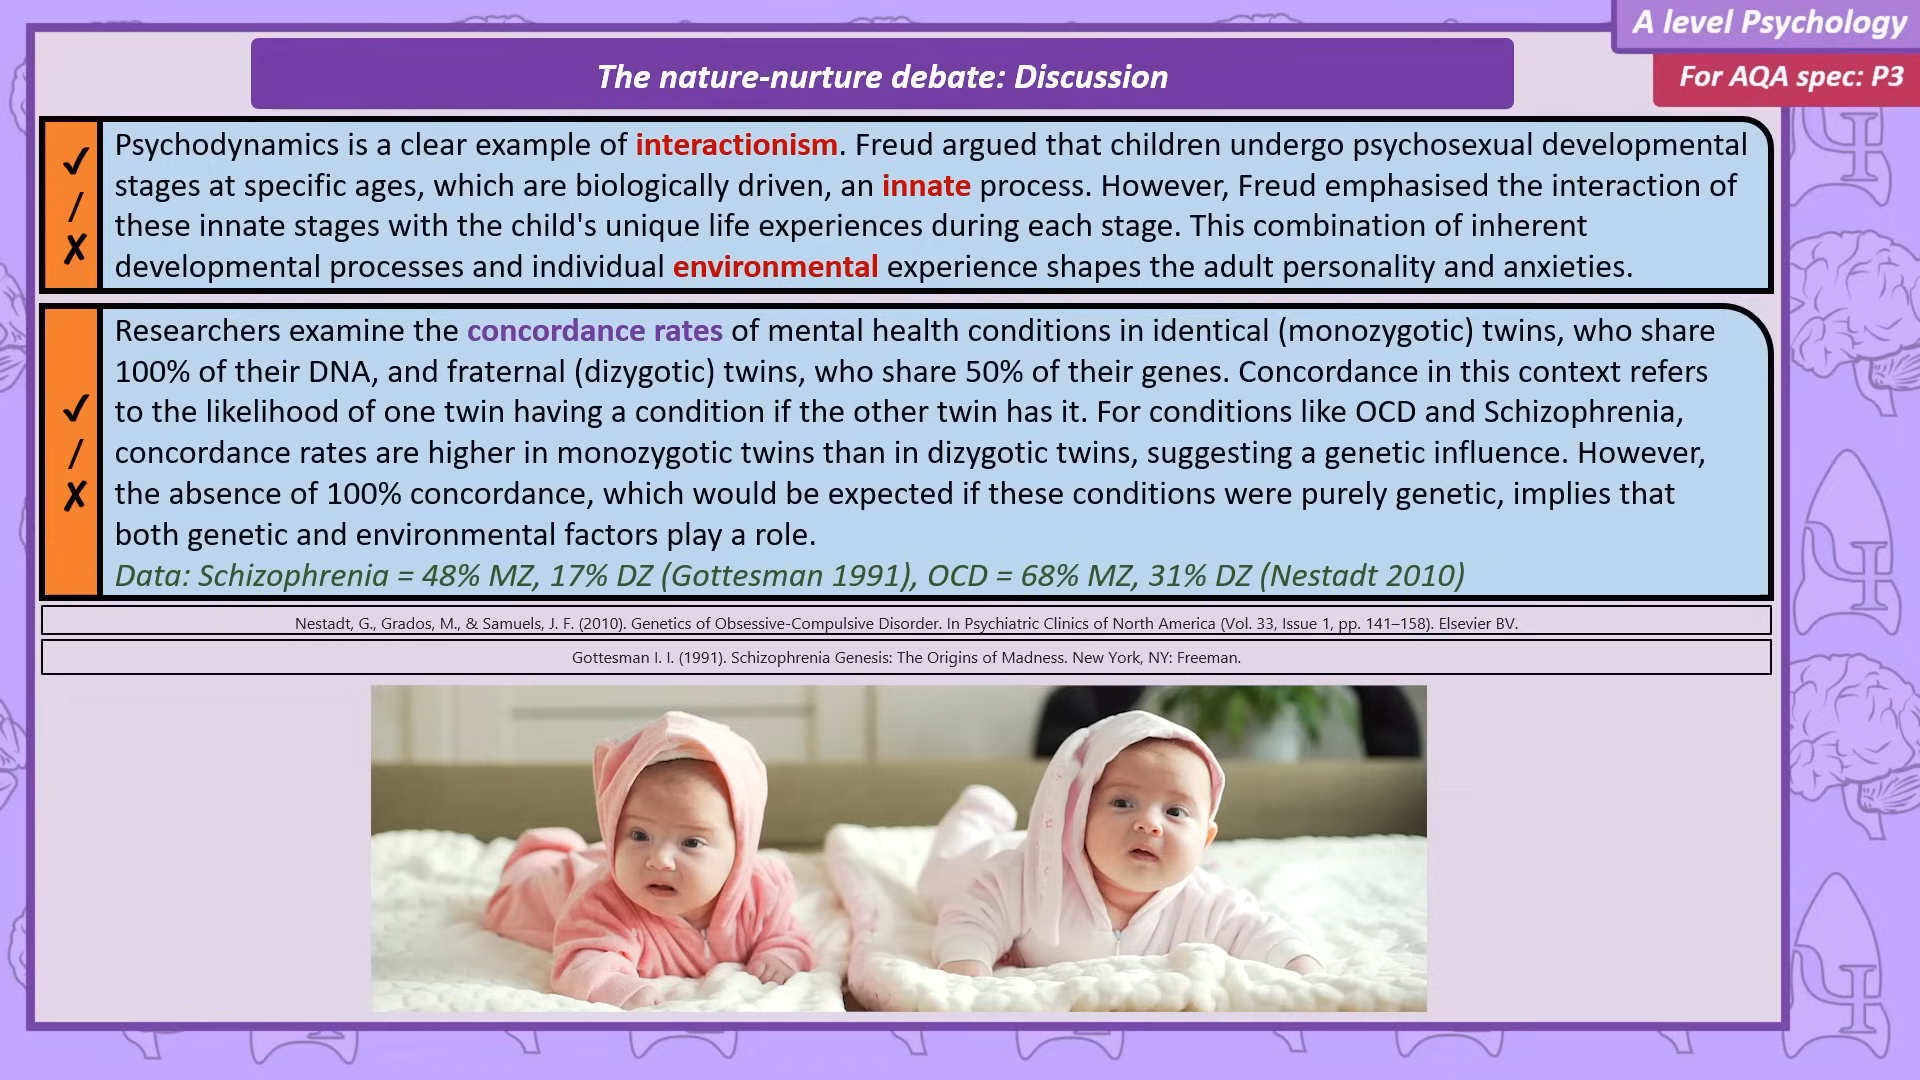 A level Psychology
For AQA spec: P3
The nature-nurture debate: Discussion
✓
/
✗
Psychodynamics is a clear example of interactionism. Freud argued that children undergo psychosexual developmental
stages at specific ages, which are biologically driven, an innate process. However, Freud emphasised the interaction of
these innate stages with the child's unique life experiences during each stage. This combination of inherent
developmental processes and individual environmental experience shapes the adult personality and anxieties.
✓
/
✗
Researchers examine the concordance rates of mental health conditions in identical (monozygotic) twins, who share
100% of their DNA, and fraternal (dizygotic) twins, who share 50% of their genes. Concordance in this context refers
to the likelihood of one twin having a condition if the other twin has it. For conditions like OCD and Schizophrenia,
concordance rates are higher in monozygotic twins than in dizygotic twins, suggesting a genetic influence. However,
the absence of 100% concordance, which would be expected if these conditions were purely genetic, implies that
both genetic and environmental factors play a role.
Data: Schizophrenia = 48% MZ, 17% DZ (Gottesman 1991), OCD = 68% MZ, 31% DZ (Nestadt 2010)
Nestadt, G., Grados, M., & Samuels, J. F. (2010). Genetics of Obsessive-Compulsive Disorder. In Psychiatric Clinics of North America (Vol. 33, Issue 1, pp. 141–158). Elsevier BV.
Gottesman I. I. (1991). Schizophrenia Genesis: The Origins of Madness. New York, NY: Freeman.